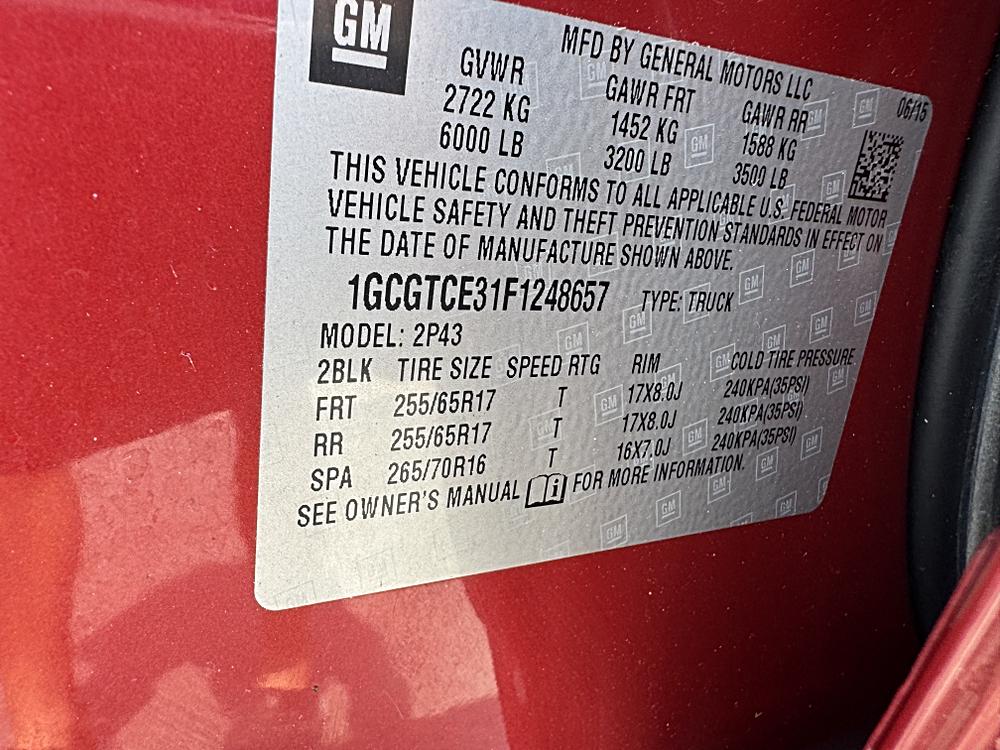 GM
MFD BY GENERAL MOTORS LLC
06/15
GVWR GAWR FRT GAWR RR
2722 KG 1452 KG 1588 KG
6000 LB 3200 LB 3500 LB
THIS VEHICLE CONFORMS TO ALL APPLICABLE U.S. FEDERAL MOTOR
VEHICLE SAFETY AND THEFT PREVENTION STANDARDS IN EFFECT ON
THE DATE OF MANUFACTURE SHOWN ABOVE.
1GCGTCE31F1248657 TYPE: TRUCK
MODEL: 2P43
2BLK TIRE SIZE SPEED RTG RIM COLD TIRE PRESSURE
FRT 255/65R17 T 17X8.0J 240KPA(35PSI)
RR 255/65R17 T 17X8.0J 240KPA(35PSI)
SPA 265/70R16 T 16X7.0J 240KPA(35PSI)
SEE OWNER'S MANUAL FOR MORE INFORMATION.